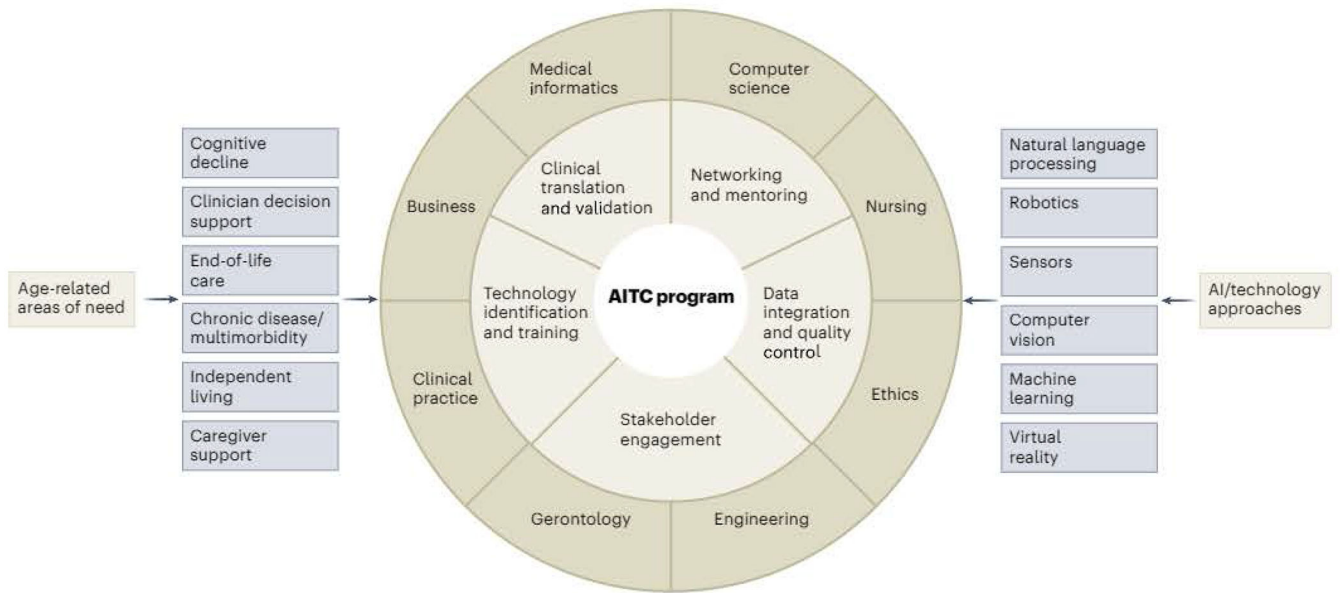 Age-related
areas of need
Cognitive
decline
Clinician decision
support
End-of-life
care
Chronic disease/
multimorbidity
Independent
living
Caregiver
support
Medical
informatics
Computer
science
Business
Nursing
Clinical
practice
Ethics
Gerontology
Engineering
Clinical
translation
and validation
Networking
and mentoring
Technology
identification
and training
AITC program
Data
integration
and quality
control
Stakeholder
engagement
Natural language
processing
Robotics
Sensors
Computer
vision
Machine
learning
Virtual
reality
AI/technology
approaches